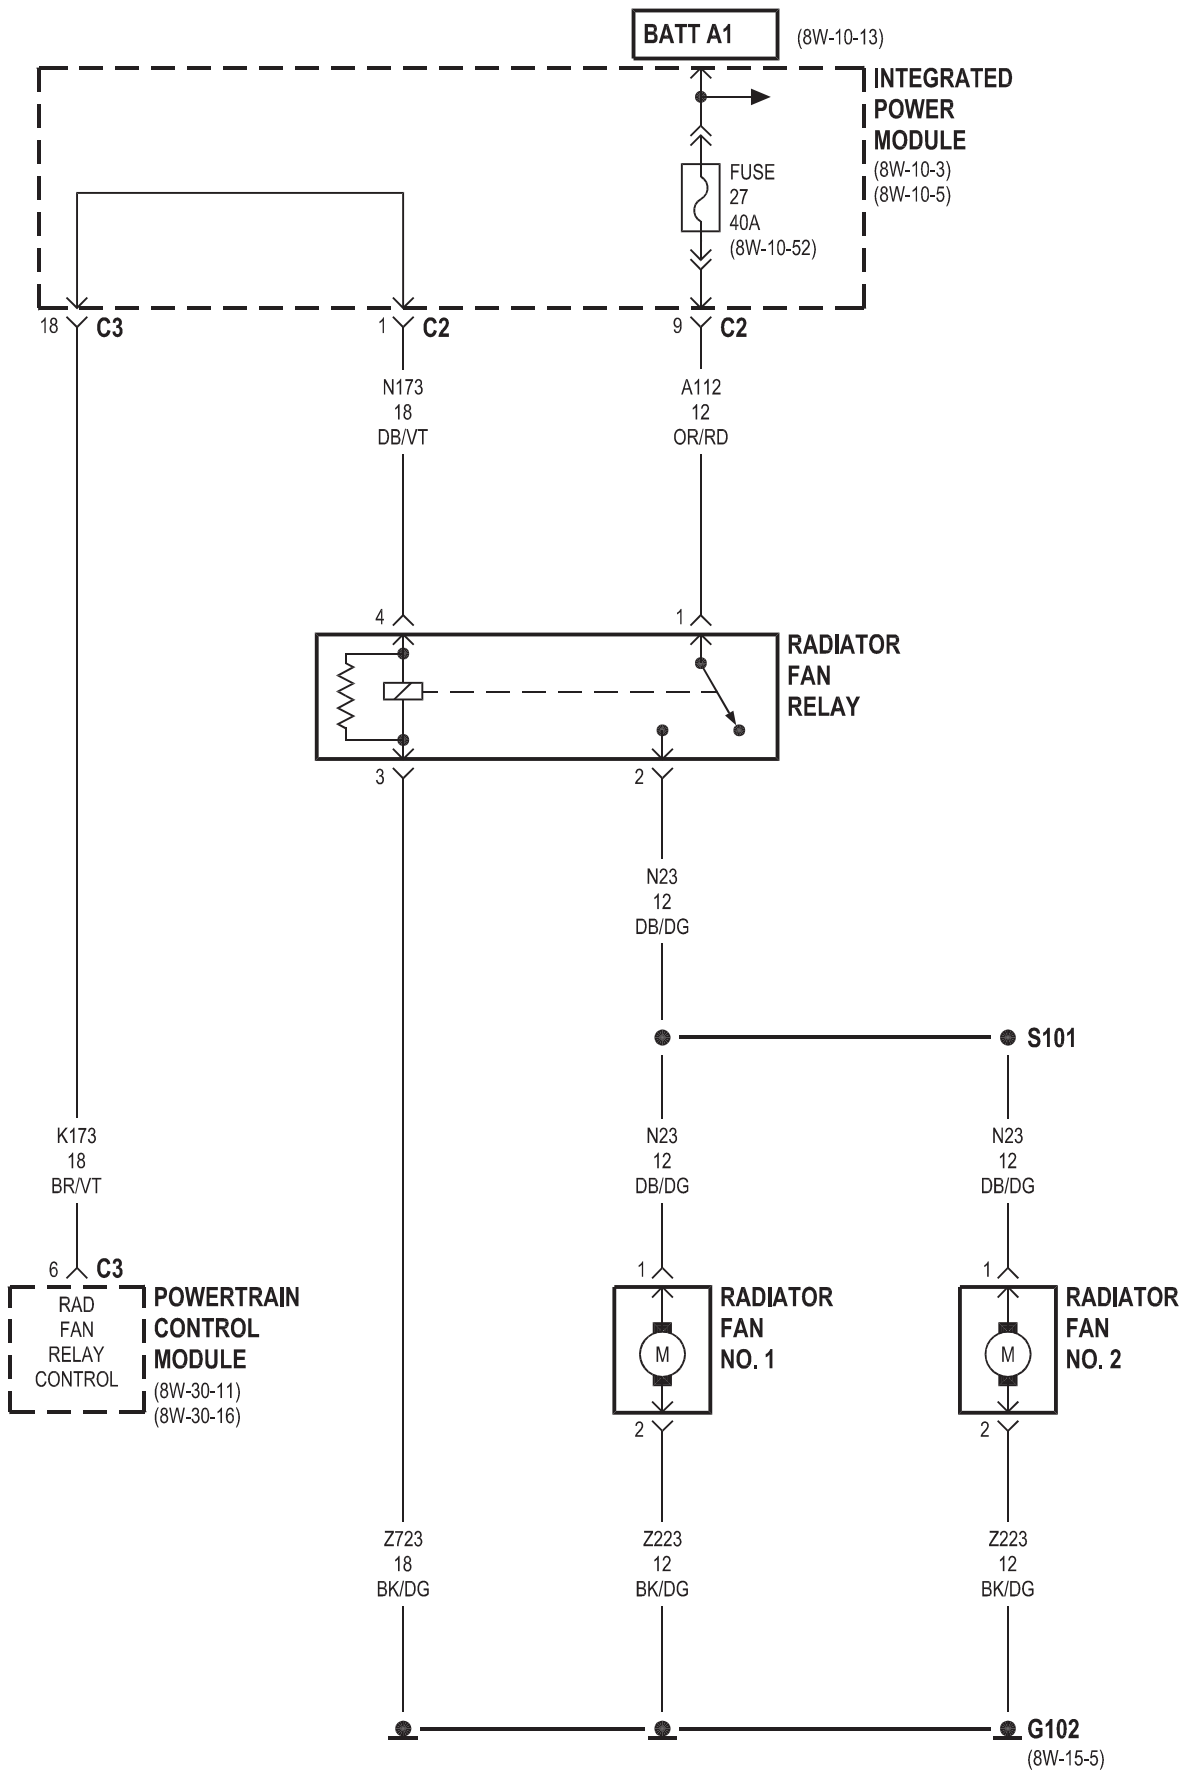 BATT A1
(8W-10-13)
INTEGRATED
POWER
MODULE
(8W-10-3)
(8W-10-5)
FUSE
27
40A
(8W-10-52)
18
C3
1
C2
9
C2
N173
18
DB/VT
A112
12
OR/RD
4
1
RADIATOR
FAN
RELAY
3
2
N23
12
DB/DG
S101
K173
18
BR/VT
N23
12
DB/DG
N23
12
DB/DG
6
C3
RAD
FAN
RELAY
CONTROL
POWERTRAIN
CONTROL
MODULE
(8W-30-11)
(8W-30-16)
1
M
2
RADIATOR
FAN
NO. 1
1
M
2
RADIATOR
FAN
NO. 2
Z723
18
BK/DG
Z223
12
BK/DG
Z223
12
BK/DG
G102
(8W-15-5)